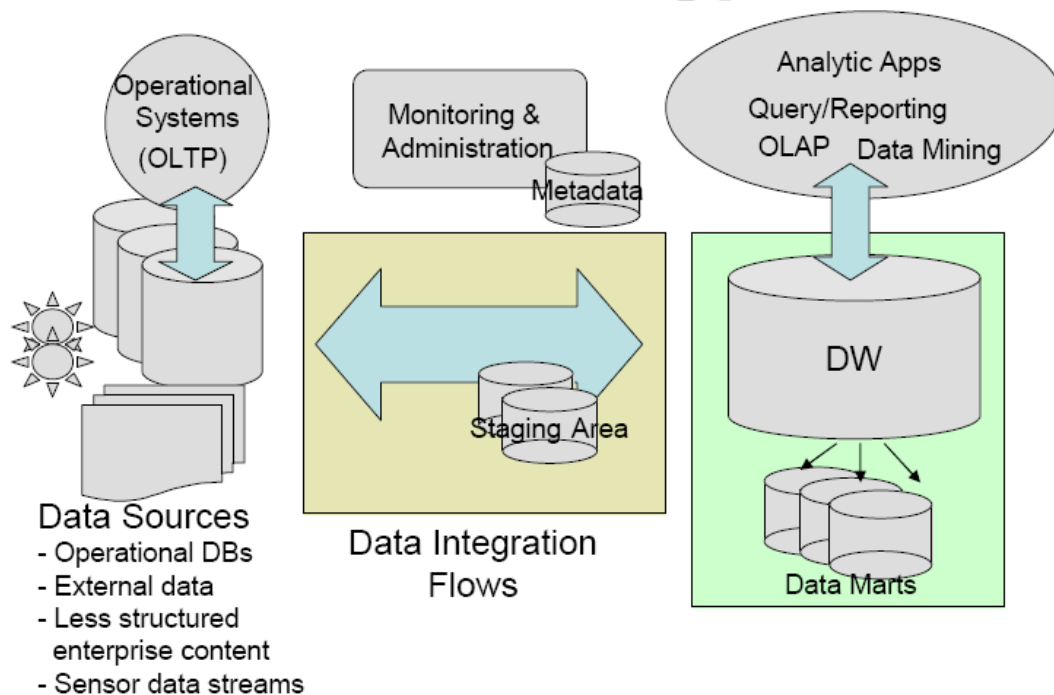 Operational
Systems
(OLTP)
Data Sources
- Operational DBs
- External data
- Less structured
enterprise content
- Sensor data streams
Monitoring &
Administration
Metadata
Staging Area
Data Integration
Flows
Analytic Apps
Query/Reporting
OLAP Data Mining
DW
Data Marts